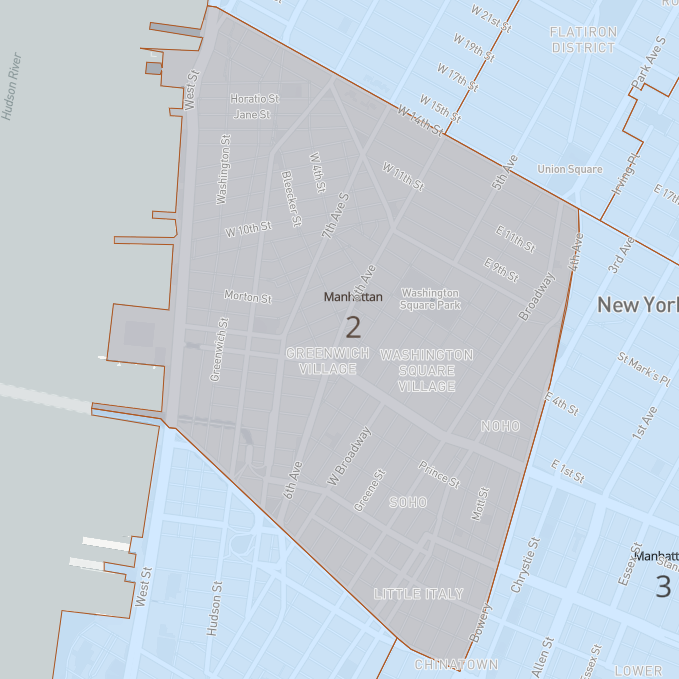 W 21st St
FLATIRON
DISTRICT
W 19th St
Park Ave S
Hudson River
W 17th St
West St
Horatio St
Jane St
W 15th St
W 14th St
Washington St
W 4th St
Bleecker St
W 11th St
5th Ave
Union Square
Irving Pl
E 17th
7th Ave S
W 10th St
E 11th St
4th Ave
3rd Ave
E 9th St
6th Ave
Broadway
Morton St
Manhattan
2
Washington
Square Park
New York
Greenwich St
GREENWICH
VILLAGE
WASHINGTON
SQUARE
VILLAGE
St Mark's Pl
E 4th St
1st Ave
NOHO
W Broadway
6th Ave
Prince St
E 1st St
Greene St
SOHO
Mott St
West St
Hudson St
Chrystie St
Essex St
Manhatt
3
Stan
LITTLE ITALY
Bowery
CHINATOWN
Allen St
Essex St
LOWER